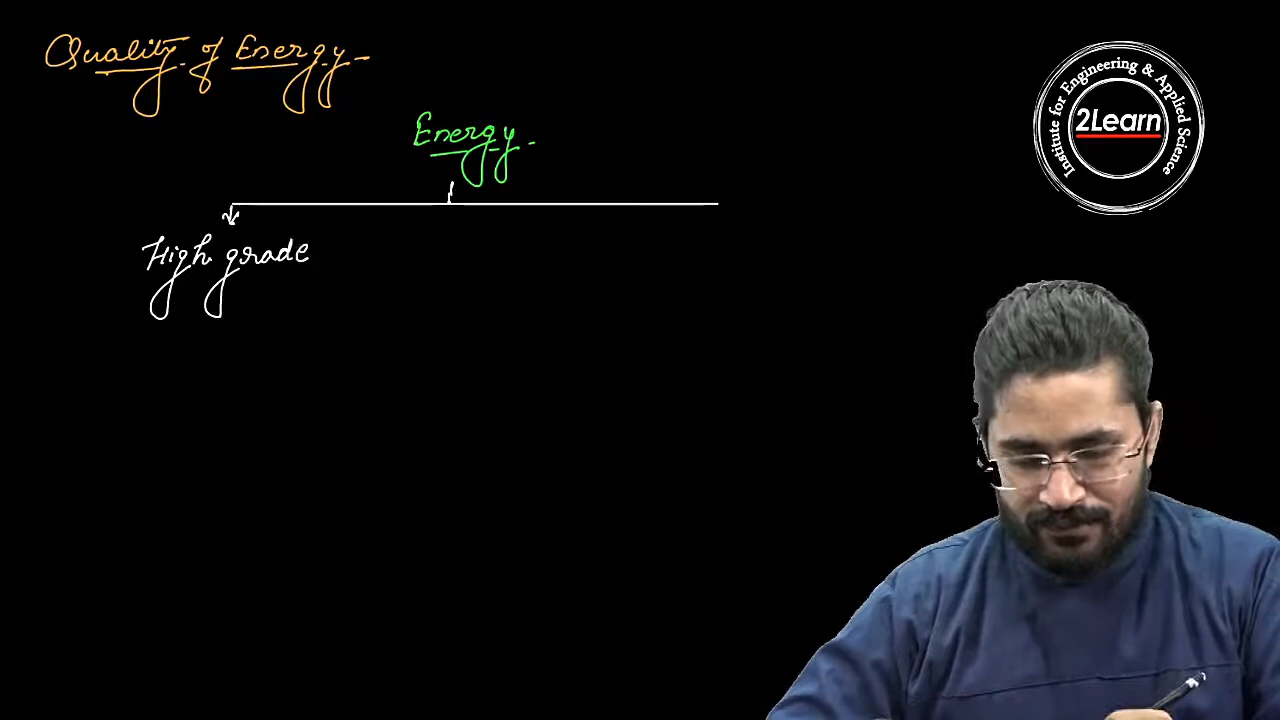 Quality of Energy -
Energy -
High grade
Institute for Engineering & Applied Science
2Learn